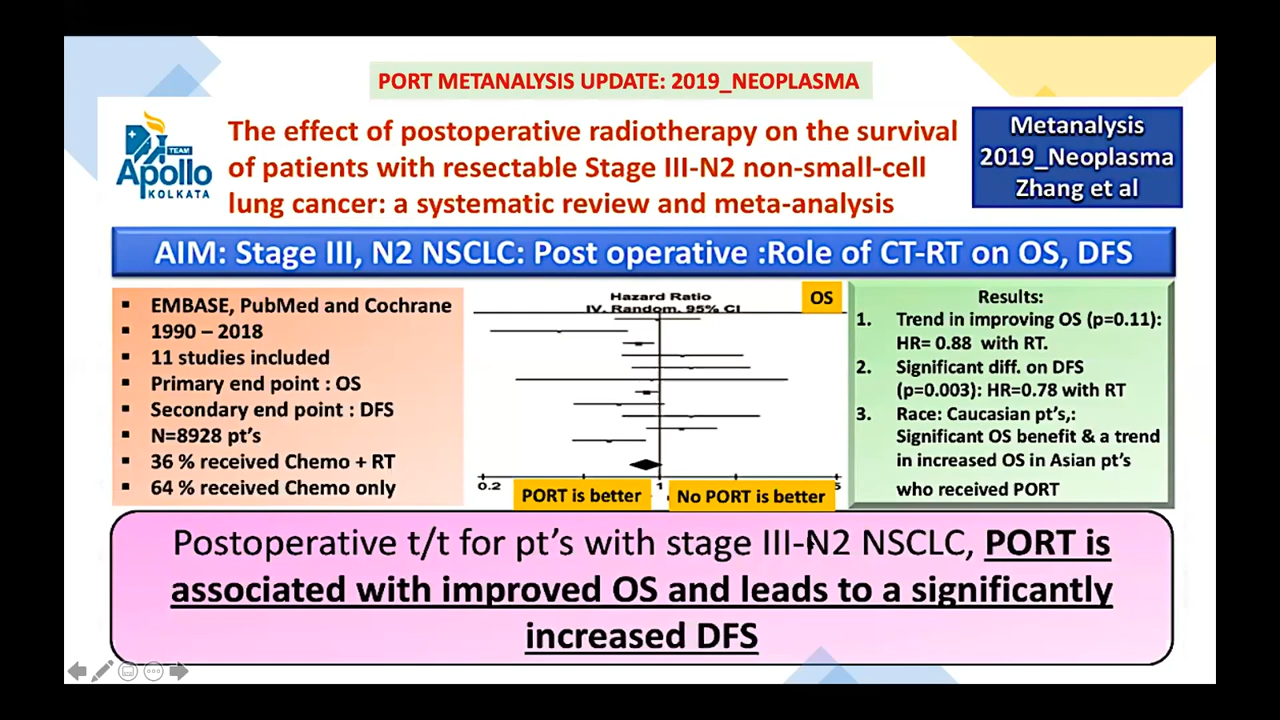 PORT METANALYSIS UPDATE: 2019_NEOPLASMA
TEAM
Apollo
KOLKATA
The effect of postoperative radiotherapy on the survival
of patients with resectable Stage III-N2 non-small-cell
lung cancer: a systematic review and meta-analysis
Metanalysis
2019_Neoplasma
Zhang et al
AIM: Stage III, N2 NSCLC: Post operative :Role of CT-RT on OS, DFS
▪ EMBASE, PubMed and Cochrane
▪ 1990 – 2018
▪ 11 studies included
▪ Primary end point : OS
▪ Secondary end point : DFS
▪ N=8928 pt's
▪ 36 % received Chemo + RT
▪ 64 % received Chemo only
Hazard Ratio
IV, Random, 95% CI
OS
0.2
1
5
PORT is better
No PORT is better
Results:
1. Trend in improving OS (p=0.11):
HR= 0.88 with RT.
2. Significant diff. on DFS
(p=0.003): HR=0.78 with RT
3. Race: Caucasian pt's,:
Significant OS benefit & a trend
in increased OS in Asian pt's
who received PORT
Postoperative t/t for pt's with stage III-N2 NSCLC, PORT is
associated with improved OS and leads to a significantly
increased DFS